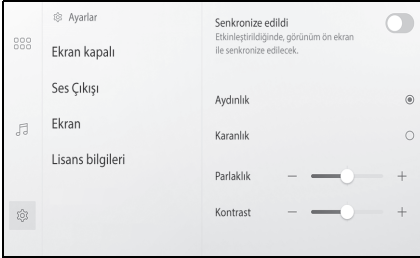 Ayarlar
Ekran kapalı
Ses Çıkışı
Ekran
Lisans bilgileri
Senkronize edildi
Etkinleştirildiğinde, görünüm ön ekran
ile senkronize edilecek.
Aydınlık
Karanlık
Parlaklık
Kontrast